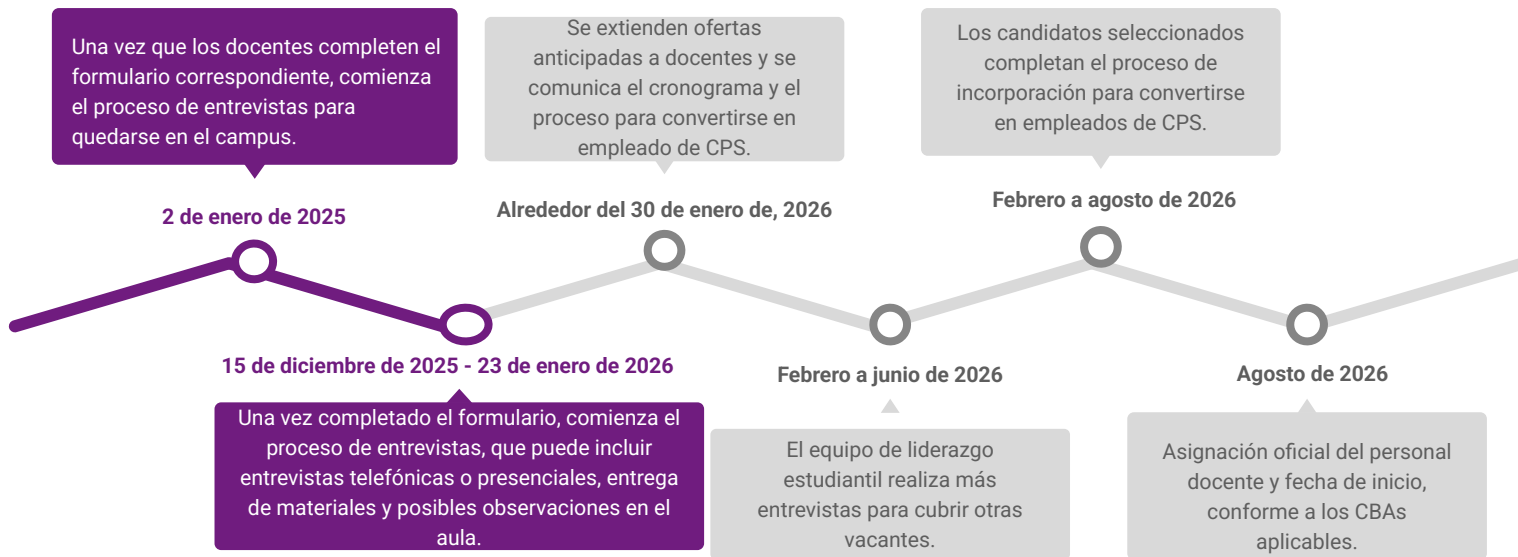 Una vez que los docentes completen el
formulario correspondiente, comienza
el proceso de entrevistas para
quedarse en el campus.
2 de enero de 2025
15 de diciembre de 2025 - 23 de enero de 2026
Una vez completado el formulario, comienza el
proceso de entrevistas, que puede incluir
entrevistas telefónicas o presenciales, entrega
de materiales y posibles observaciones en el
aula.
Se extienden ofertas
anticipadas a docentes y se
comunica el cronograma y el
proceso para convertirse en
empleado de CPS.
Alrededor del 30 de enero de, 2026
Febrero a junio de 2026
El equipo de liderazgo
estudiantil realiza más
entrevistas para cubrir otras
vacantes.
Los candidatos seleccionados
completan el proceso de
incorporación para convertirse
en empleados de CPS.
Febrero a agosto de 2026
Agosto de 2026
Asignación oficial del personal
docente y fecha de inicio,
conforme a los CBAs
aplicables.